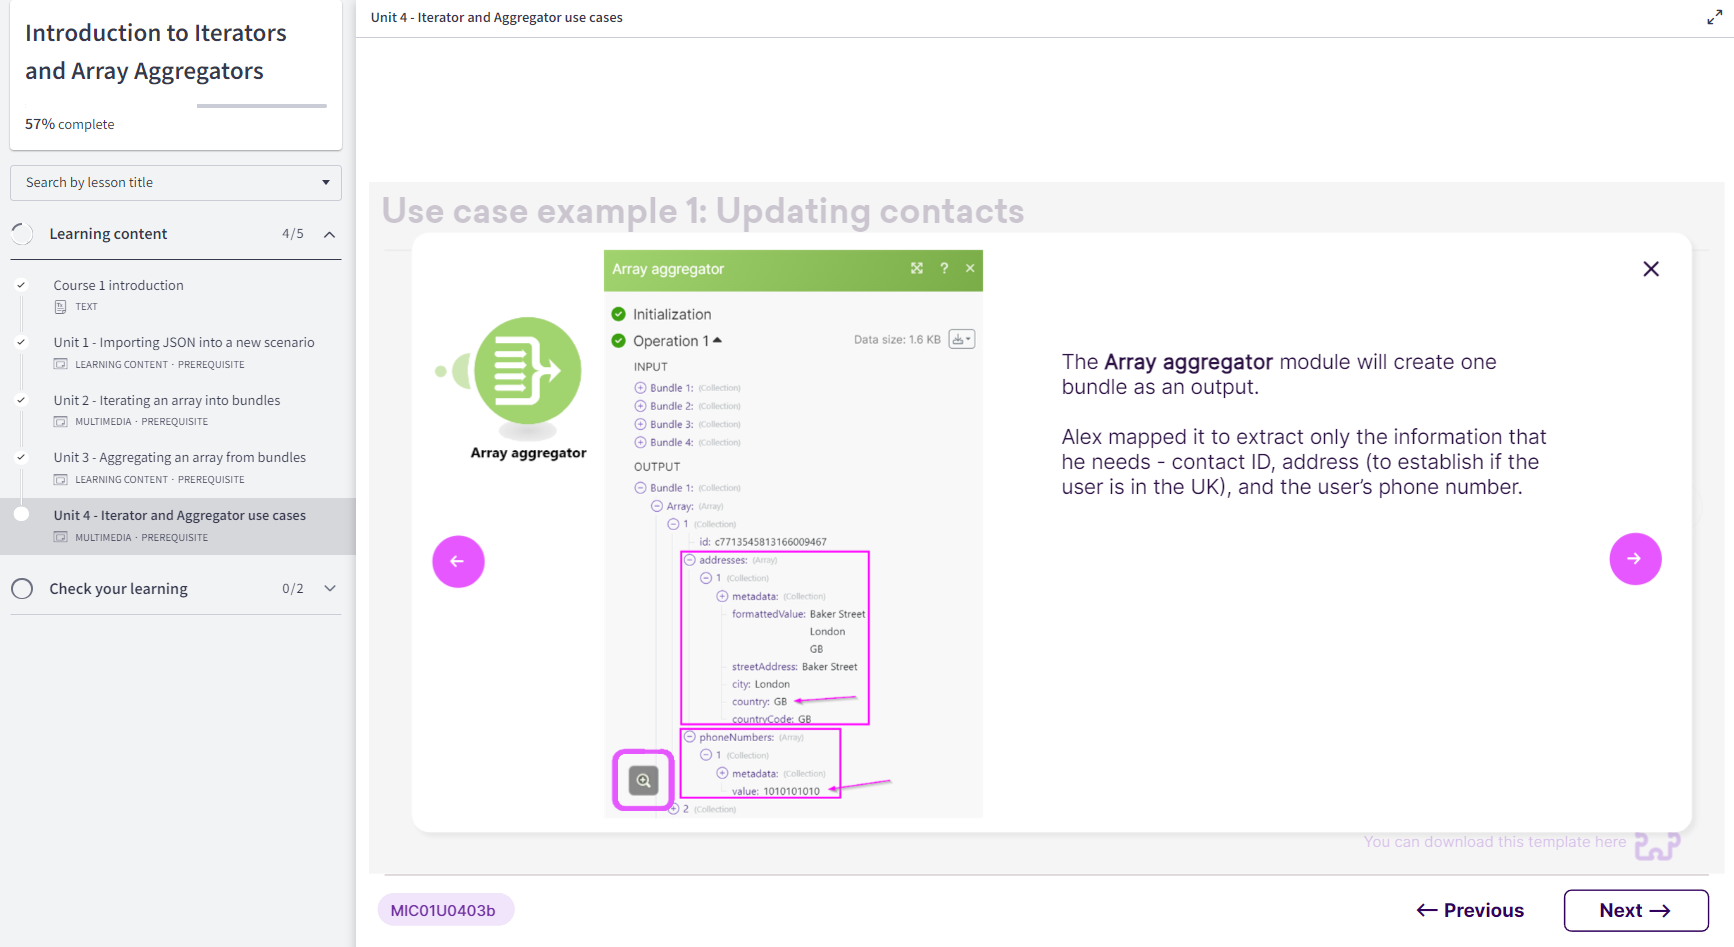 Introduction to Iterators
and Array Aggregators
57% complete
Search by lesson title
Learning content 4/5
Course 1 introduction
TEXT
Unit 1 - Importing JSON into a new scenario
LEARNING CONTENT · PREREQUISITE
Unit 2 - Iterating an array into bundles
MULTIMEDIA · PREREQUISITE
Unit 3 - Aggregating an array from bundles
LEARNING CONTENT · PREREQUISITE
Unit 4 - Iterator and Aggregator use cases
MULTIMEDIA · PREREQUISITE
Check your learning 0/2
Unit 4 - Iterator and Aggregator use cases
Use case example 1: Updating contacts
Array aggregator
Array aggregator ?
Initialization
Operation 1 Data size: 1.6 KB
INPUT
Bundle 1: (Collection)
Bundle 2: (Collection)
Bundle 3: (Collection)
Bundle 4: (Collection)
OUTPUT
Bundle 1: (Collection)
Array: (Array)
1 (Collection)
id: c7713545813166009467
addresses: (Array)
1 (Collection)
metadata: (Collection)
formattedValue: Baker Street
London
GB
streetAddress: Baker Street
city: London
country: GB
countryCode: GB
phoneNumbers: (Array)
1 (Collection)
metadata: (Collection)
value: 1010101010
2 (Collection)
The Array aggregator module will create one
bundle as an output.
Alex mapped it to extract only the information that
he needs - contact ID, address (to establish if the
user is in the UK), and the user's phone number.
You can download this template here
MIC01U0403b
← Previous
Next →